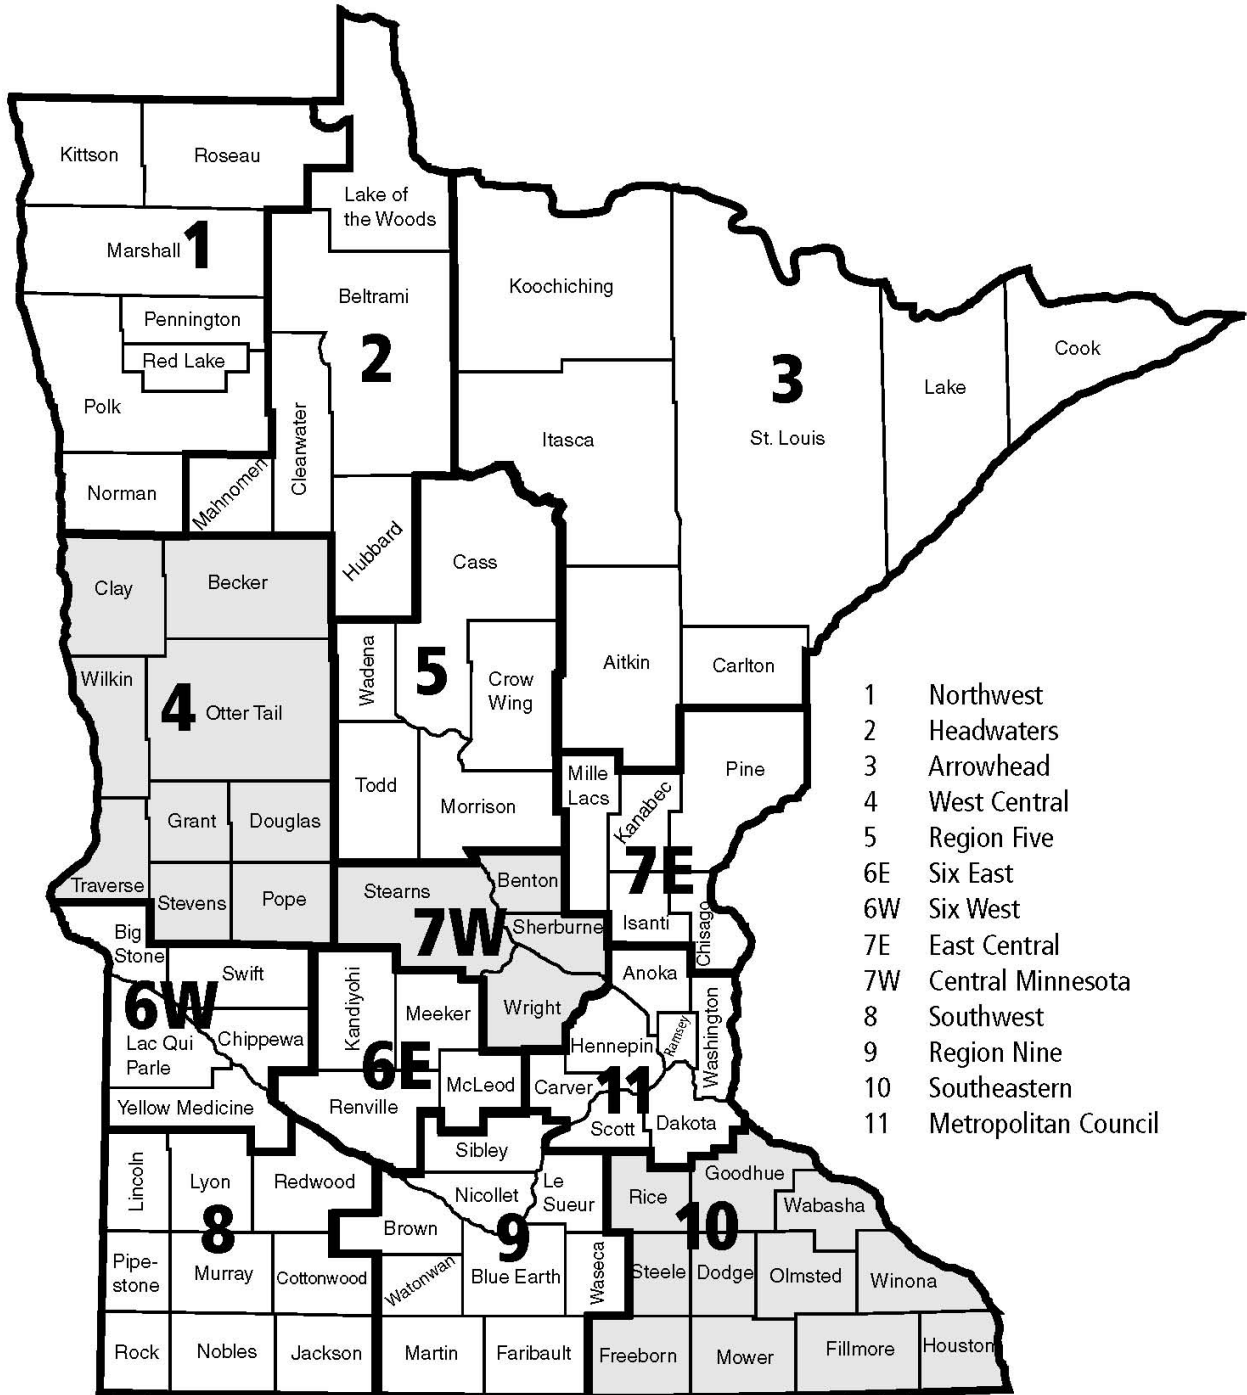 Kittson
Roseau
Lake of
the Woods
Marshall
1
Koochiching
Beltrami
Pennington
Red Lake
2
3
Cook
Lake
Polk
Clearwater
Itasca
St. Louis
Norman
Mahnomen
Hubbard
Cass
Clay
Becker
Wadena
5
Crow
Wing
Aitkin
Carlton
Wilkin
4
Otter Tail
Todd
Morrison
Mille
Lacs
Kanabec
Pine
Grant
Douglas
7E
Traverse
Stevens
Pope
Stearns
Benton
7W
Sherburne
Isanti
Chisago
Big
Stone
Swift
6W
Kandiyohi
Meeker
Wright
Anoka
Washington
Lac Qui
Parle
Chippewa
6E
McLeod
Hennepin
Ramsey
Carver
11
Yellow Medicine
Renville
Scott
Dakota
Sibley
Lincoln
Lyon
Redwood
Nicollet
Le
Sueur
Rice
Goodhue
Wabasha
8
Brown
9
10
Pipe-
stone
Murray
Cottonwood
Watonwan
Blue Earth
Waseca
Steele
Dodge
Olmsted
Winona
Rock
Nobles
Jackson
Martin
Faribault
Freeborn
Mower
Fillmore
Houston
1 Northwest
2 Headwaters
3 Arrowhead
4 West Central
5 Region Five
6E Six East
6W Six West
7E East Central
7W Central Minnesota
8 Southwest
9 Region Nine
10 Southeastern
11 Metropolitan Council